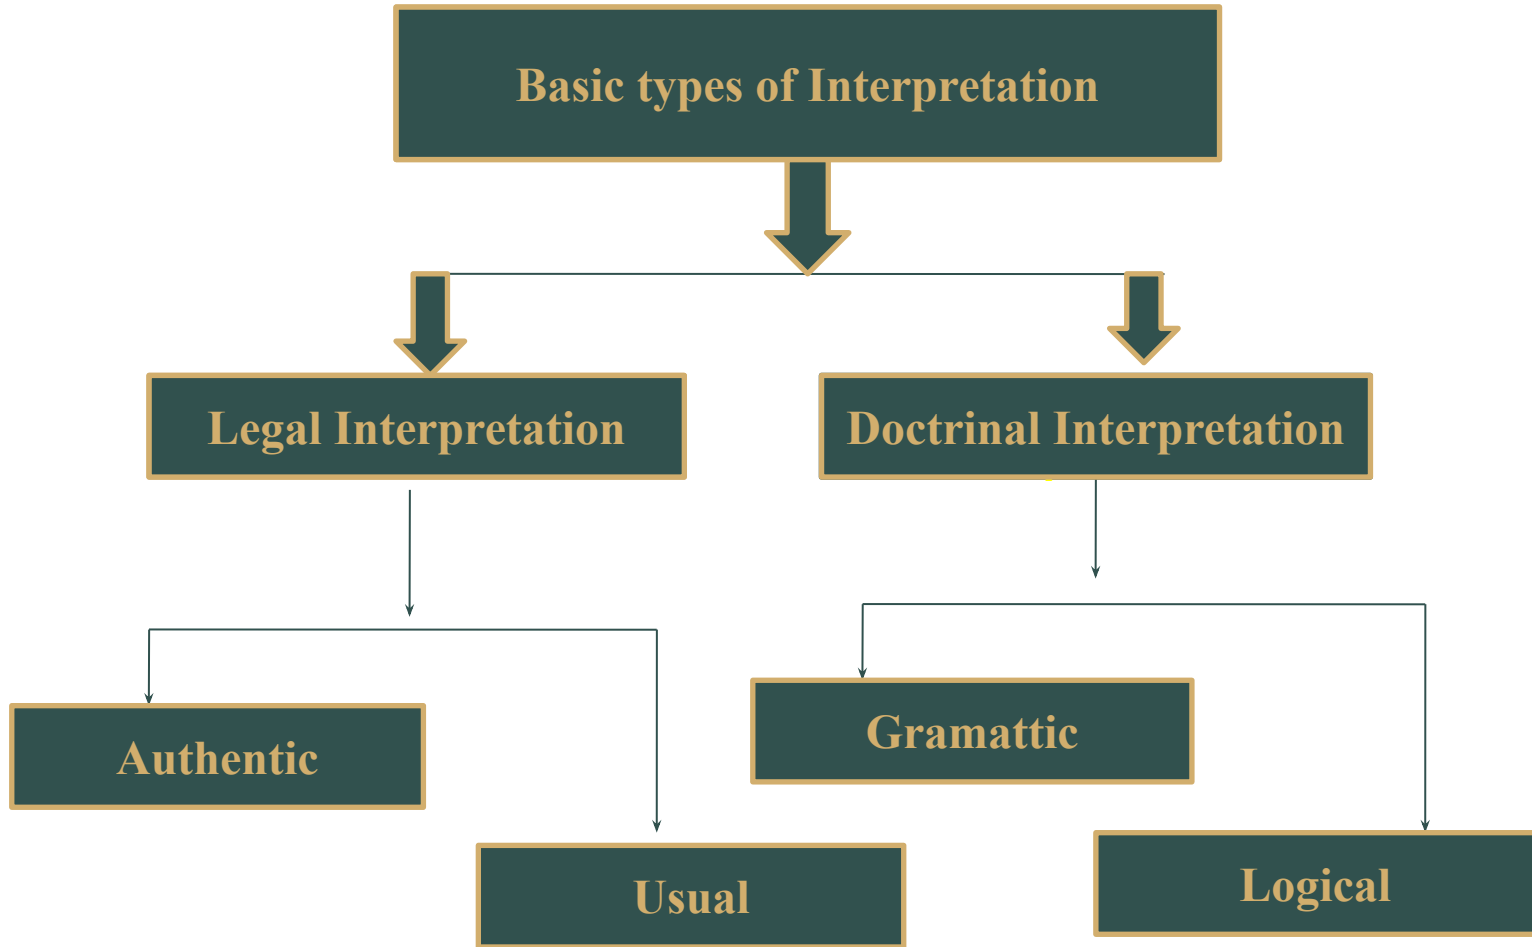 Basic types of Interpretation
Legal Interpretation
Doctrinal Interpretation
Authentic
Usual
Gramattic
Logical